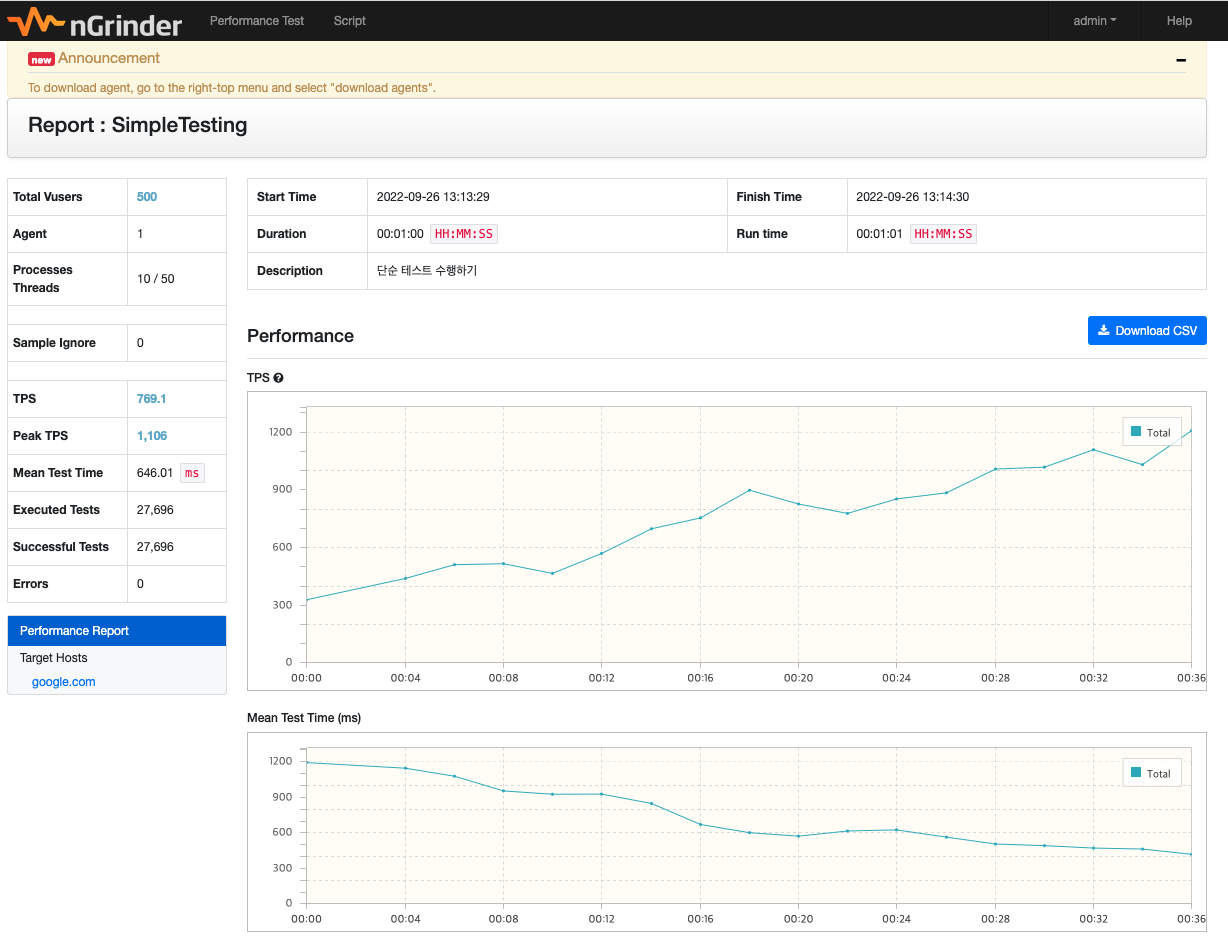 nGrinder Performance Test Script admin Help
new Announcement
To download agent, go to the right-top menu and select "download agents".
Report : SimpleTesting
Total Vusers 500
Agent 1
Processes
Threads
10 / 50
Sample Ignore 0
TPS 769.1
Peak TPS 1,106
Mean Test Time 646.01 ms
Executed Tests 27,696
Successful Tests 27,696
Errors 0
Performance Report
Target Hosts
google.com
Start Time 2022-09-26 13:13:29 Finish Time 2022-09-26 13:14:30
Duration 00:01:00 HH:MM:SS Run time 00:01:01 HH:MM:SS
Description 단순 테스트 수행하기
Performance Download CSV
TPS
Total
1200
900
600
300
0
00:00 00:04 00:08 00:12 00:16 00:20 00:24 00:28 00:32 00:36
Mean Test Time (ms)
Total
1200
900
600
300
0
00:00 00:04 00:08 00:12 00:16 00:20 00:24 00:28 00:32 00:36